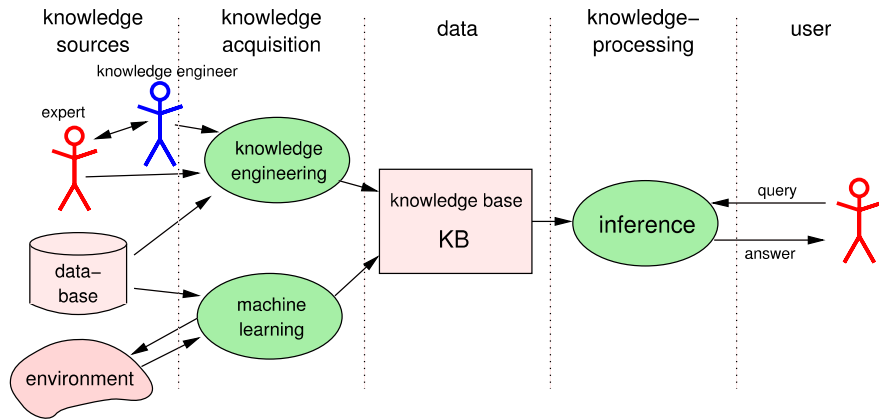 knowledge
sources
knowledge
acquisition
data
knowledge–
processing
user
knowledge engineer
expert
knowledge
engineering
data–
base
machine
learning
environment
knowledge base
KB
inference
query
answer